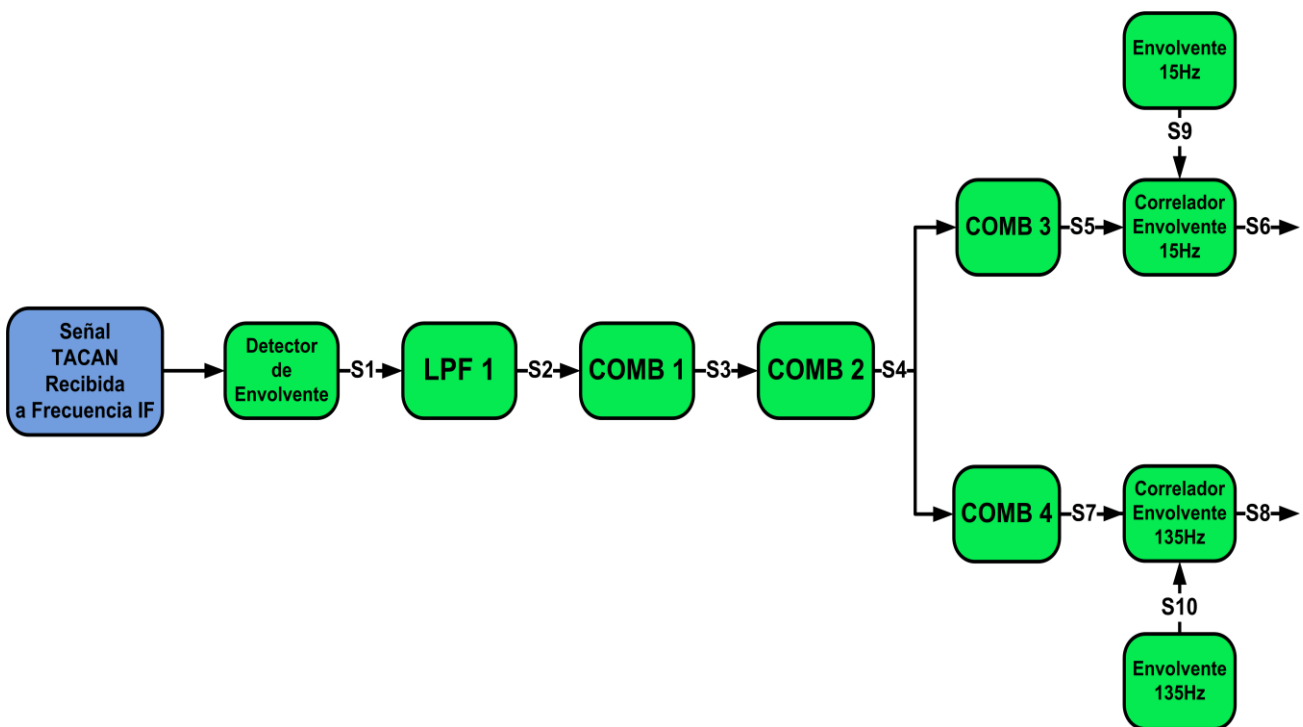 Envolvente
15Hz
S9
COMB 3
S5
Correlador
Envolvente
15Hz
S6
Señal
TACAN
Recibida
a Frecuencia IF
Detector
de
Envolvente
S1
LPF 1
S2
COMB 1
S3
COMB 2
S4
COMB 4
S7
Correlador
Envolvente
135Hz
S8
S10
Envolvente
135Hz